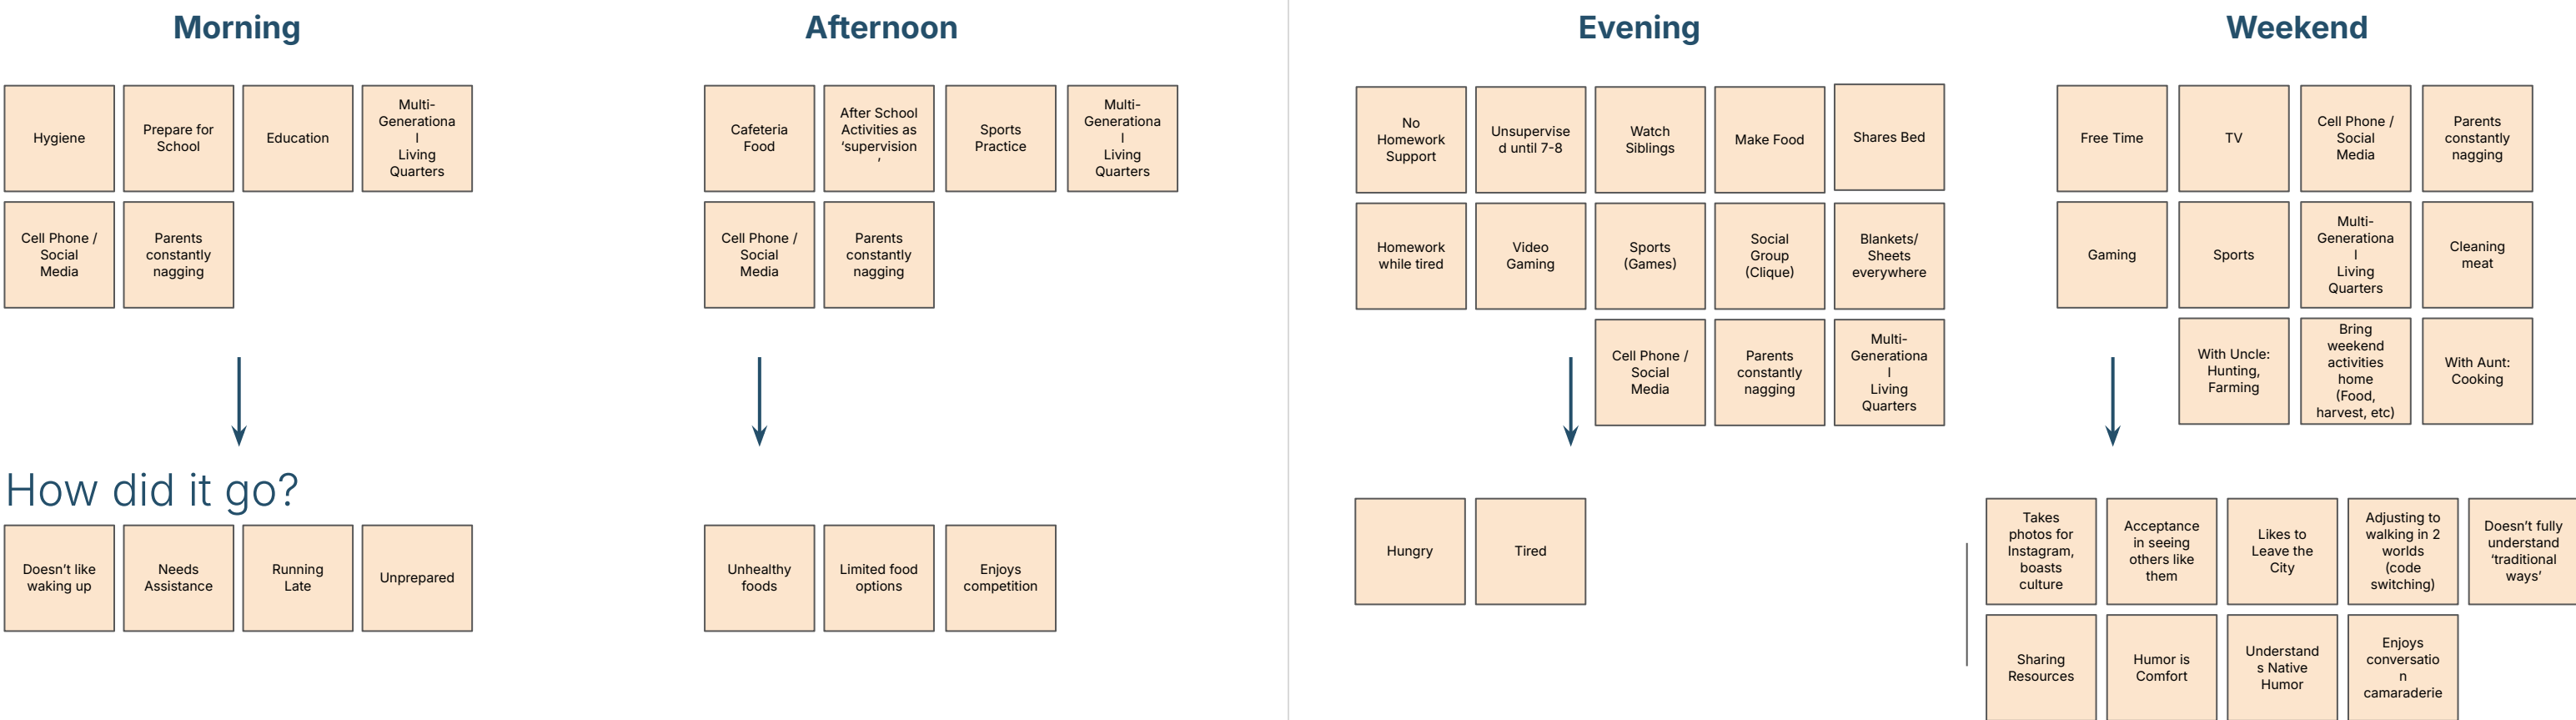 Morning
Hygiene
Prepare for
School
Education
Multi-
Generationa
l
Living
Quarters
Cell Phone /
Social
Media
Parents
constantly
nagging
How did it go?
Doesn’t like
waking up
Needs
Assistance
Running
Late
Unprepared
Afternoon
Cafeteria
Food
After School
Activities as
‘supervision
’
Sports
Practice
Multi-
Generationa
l
Living
Quarters
Cell Phone /
Social
Media
Parents
constantly
nagging
Unhealthy
foods
Limited food
options
Enjoys
competition
Evening
No
Homework
Support
Unsupervise
d until 7-8
Watch
Siblings
Make Food
Shares Bed
Homework
while tired
Video
Gaming
Sports
(Games)
Social
Group
(Clique)
Blankets/
Sheets
everywhere
Cell Phone /
Social
Media
Parents
constantly
nagging
Multi-
Generationa
l
Living
Quarters
Hungry
Tired
Weekend
Free Time
TV
Cell Phone /
Social
Media
Parents
constantly
nagging
Gaming
Sports
Multi-
Generationa
l
Living
Quarters
Cleaning
meat
With Uncle:
Hunting,
Farming
Bring
weekend
activities
home
(Food,
harvest, etc)
With Aunt:
Cooking
Takes
photos for
Instagram,
boasts
culture
Acceptance
in seeing
others like
them
Likes to
Leave the
City
Adjusting to
walking in 2
worlds
(code
switching)
Doesn’t fully
understand
‘traditional
ways’
Sharing
Resources
Humor is
Comfort
Understand
s Native
Humor
Enjoys
conversatio
n
camaraderie